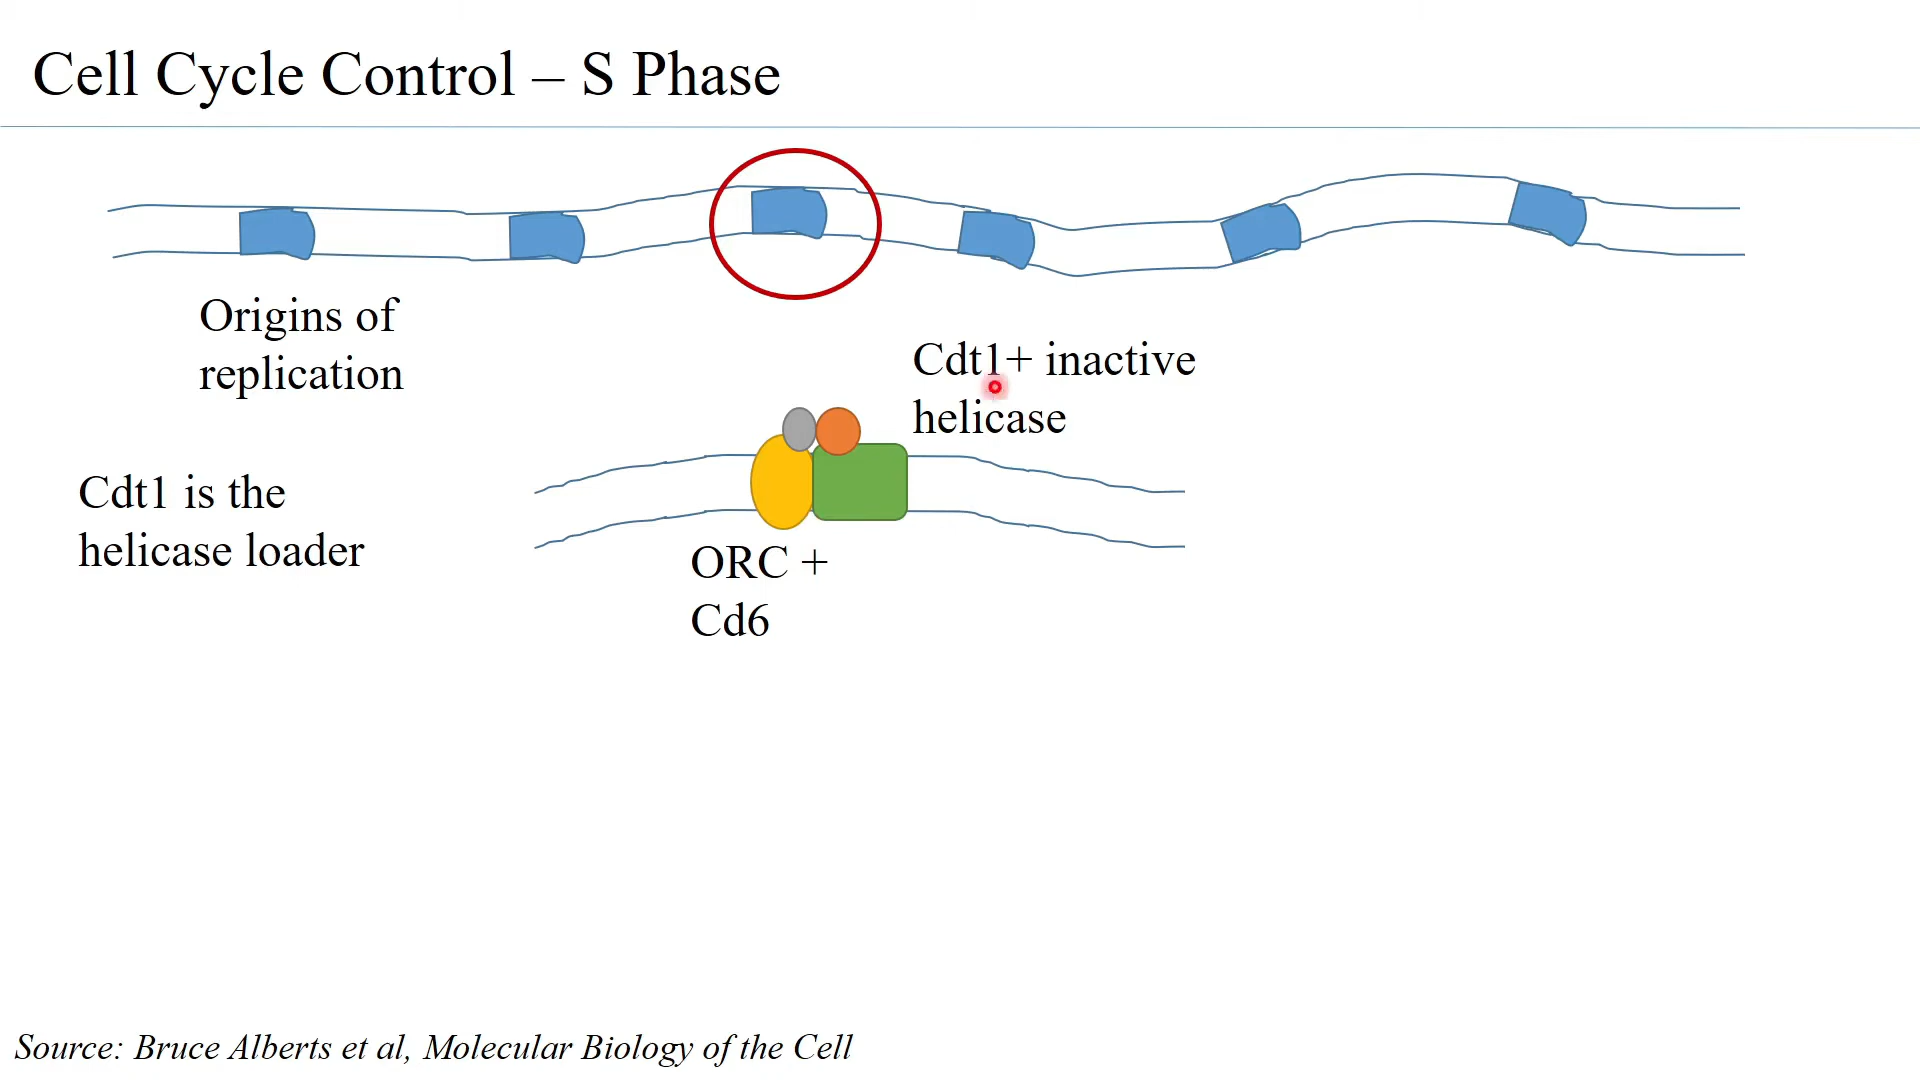 Cell Cycle Control – S Phase
Origins of
replication
Cdt1+ inactive
helicase
Cdt1 is the
helicase loader
ORC +
Cd6
Source: Bruce Alberts et al, Molecular Biology of the Cell